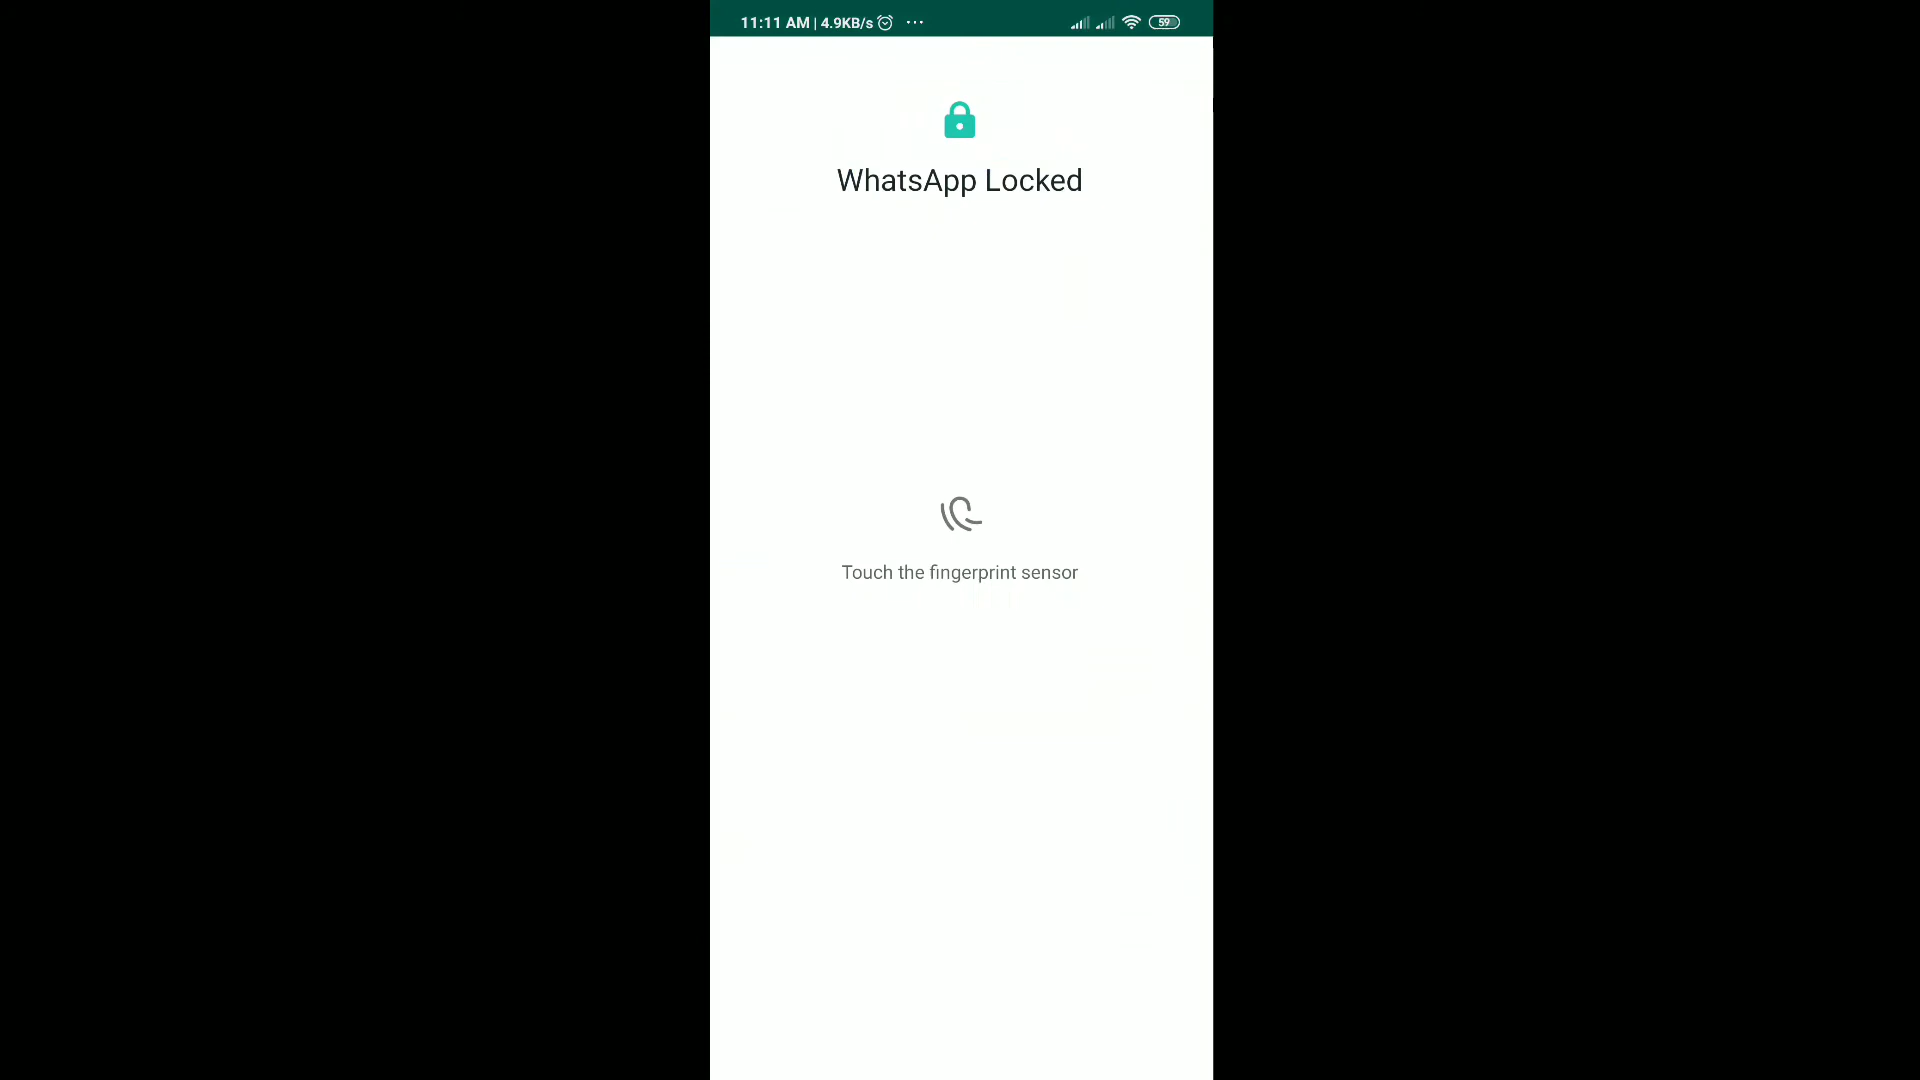 11:11 AM | 4.9KB/s ... 59
WhatsApp Locked
Touch the fingerprint sensor